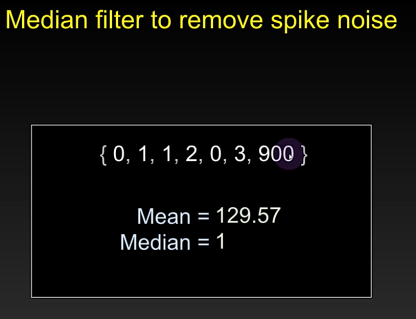 Median filter to remove spike noise
{ 0, 1, 1, 2, 0, 3, 900 }
Mean = 129.57
Median = 1